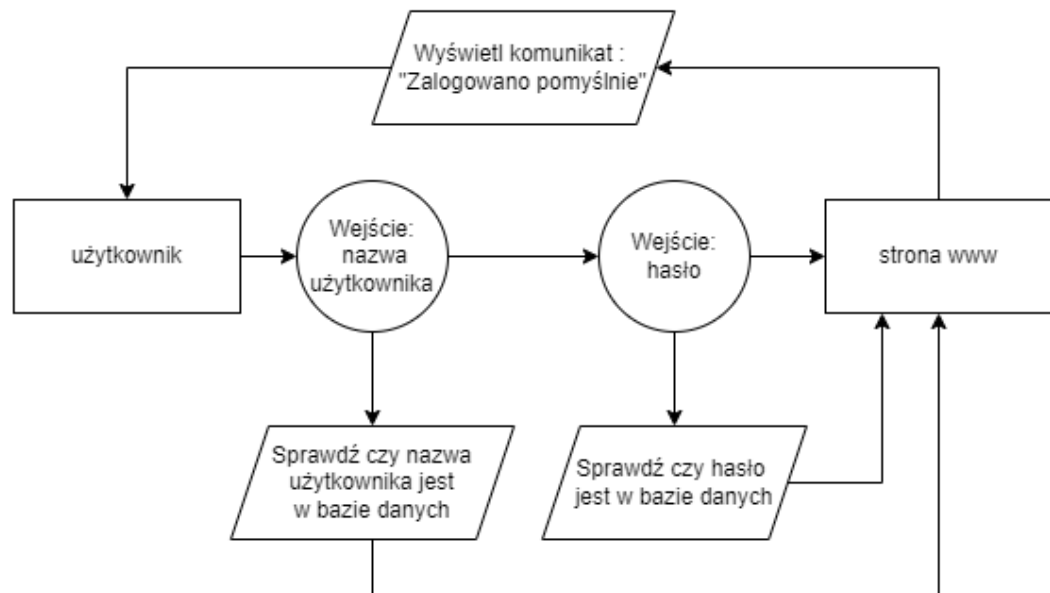 Wyświetl komunikat :
"Zalogowano pomyślnie"
użytkownik
Wejście:
nazwa
użytkownika
Wejście:
hasło
strona www
Sprawdź czy nazwa
użytkownika jest
w bazie danych
Sprawdź czy hasło
jest w bazie danych